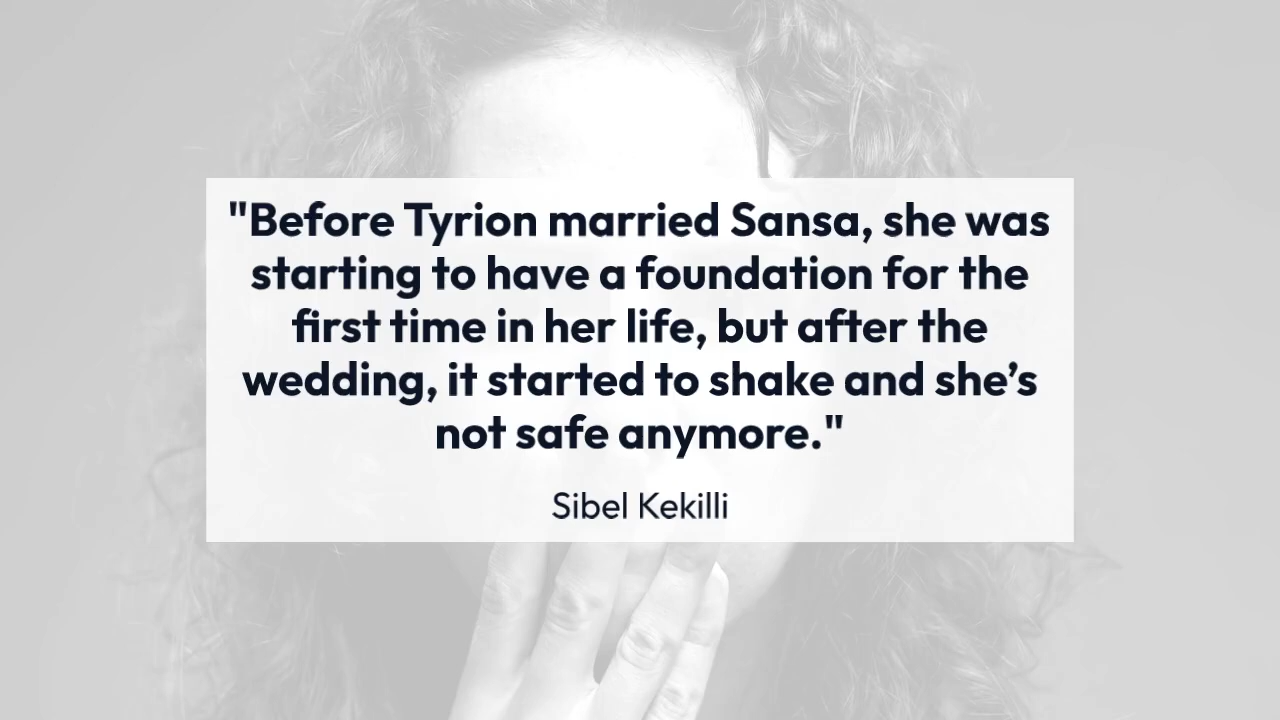 "Before Tyrion married Sansa, she was
starting to have a foundation for the
first time in her life, but after the
wedding, it started to shake and she’s
not safe anymore."
Sibel Kekilli